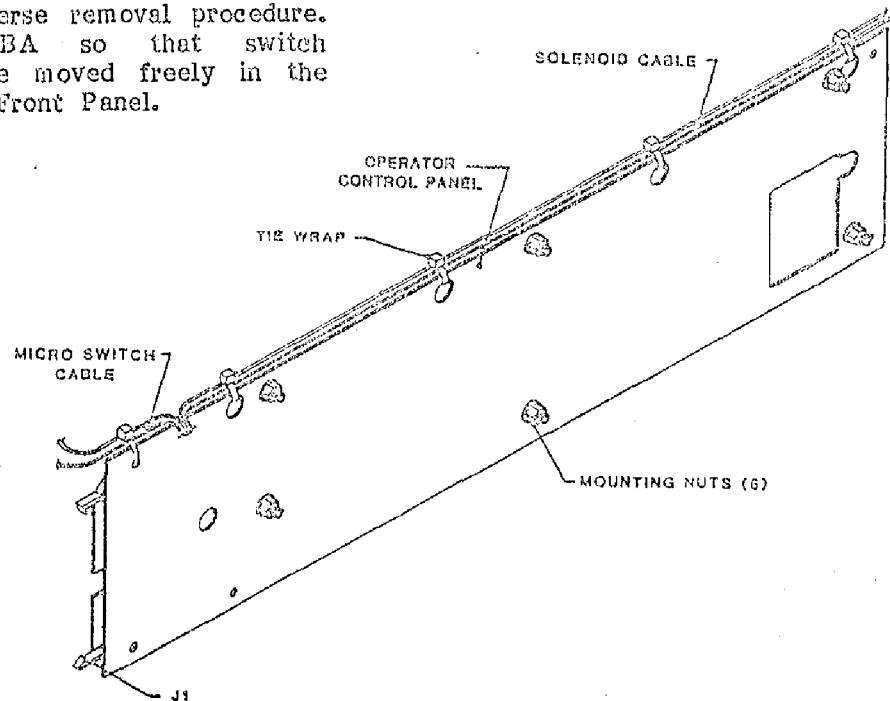 erse removal procedure.
BA so that switch
e moved freely in the
Front Panel.
SOLENOID CABLE
OPERATOR
CONTROL PANEL
TIE WRAP
MICRO SWITCH
CABLE
MOUNTING NUTS (6)
J1